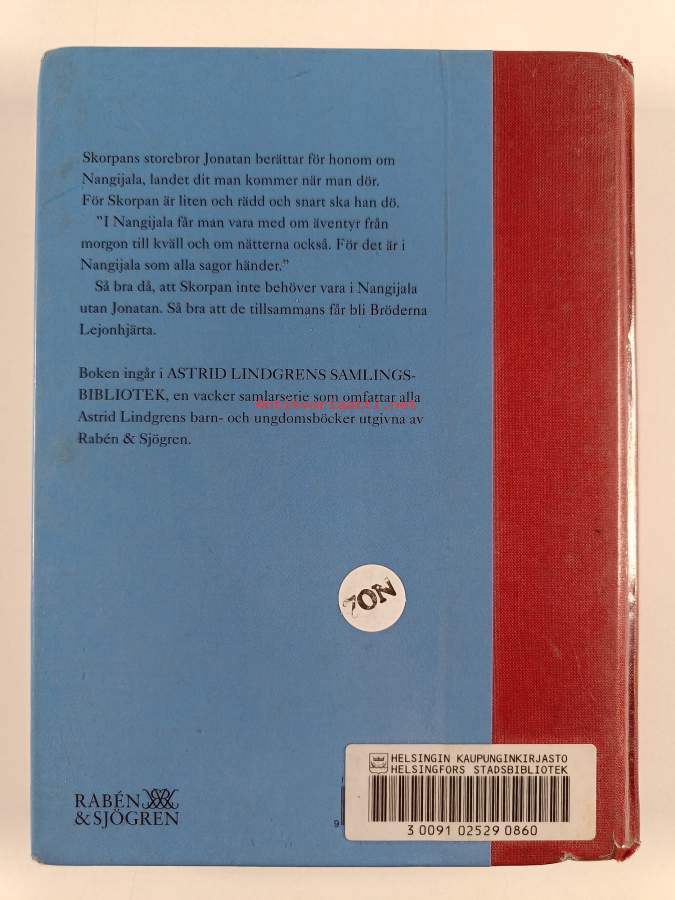 Skorpans storebror Jonatan berättar för honom om
Nangijala, landet dit man kommer när man dör.
För Skorpan är liten och rädd och snart ska han dö.
”I Nangijala får man vara med om äventyr från
morgon till kväll och om nätterna också. För det är i
Nangijala som alla sagor händer.”
Så bra då, att Skorpan inte behöver vara i Nangijala
utan Jonatan. Så bra att de tillsammans får bli Bröderna
Lejonhjärta.
Boken ingår i ASTRID LINDGRENS SAMLINGS-
BIBLIOTEK, en vacker samlarserie som omfattar alla
Antikvariaatti.net
Astrid Lindgrens barn- och ungdomsböcker utgivna av
Rabén & Sjögren.
HELSINGIN KAUPUNGINKIRJASTO
HELSINGFORS STADSBIBLIOTEK
3 0091 02529 0860
9
RABÉN
& SJÖGREN